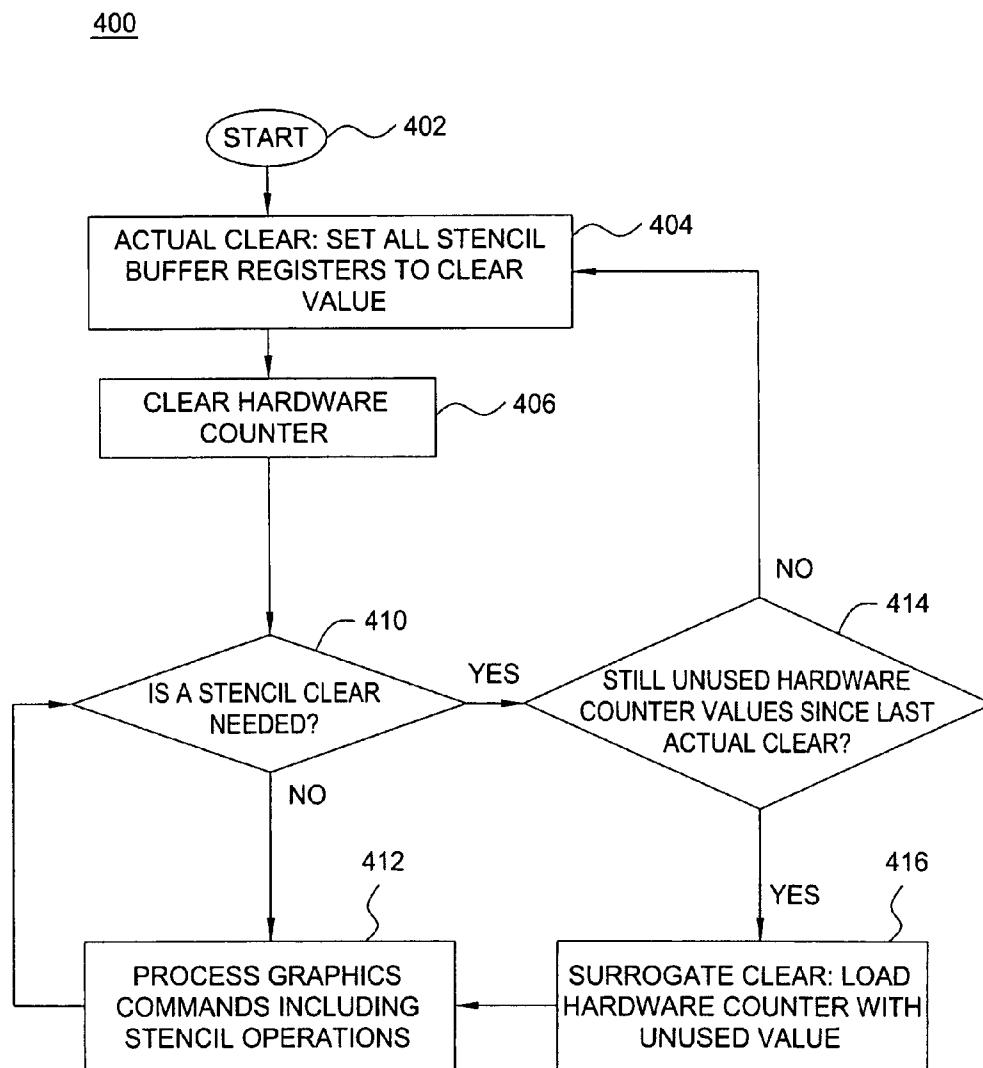 400
START
402
ACTUAL CLEAR: SET ALL STENCIL
BUFFER REGISTERS TO CLEAR
VALUE
404
CLEAR HARDWARE
COUNTER
406
NO
410
414
IS A STENCIL CLEAR
NEEDED?
YES
STILL UNUSED HARDWARE
COUNTER VALUES SINCE LAST
ACTUAL CLEAR?
NO
412
YES
416
PROCESS GRAPHICS
COMMANDS INCLUDING
STENCIL OPERATIONS
SURROGATE CLEAR: LOAD
HARDWARE COUNTER WITH
UNUSED VALUE